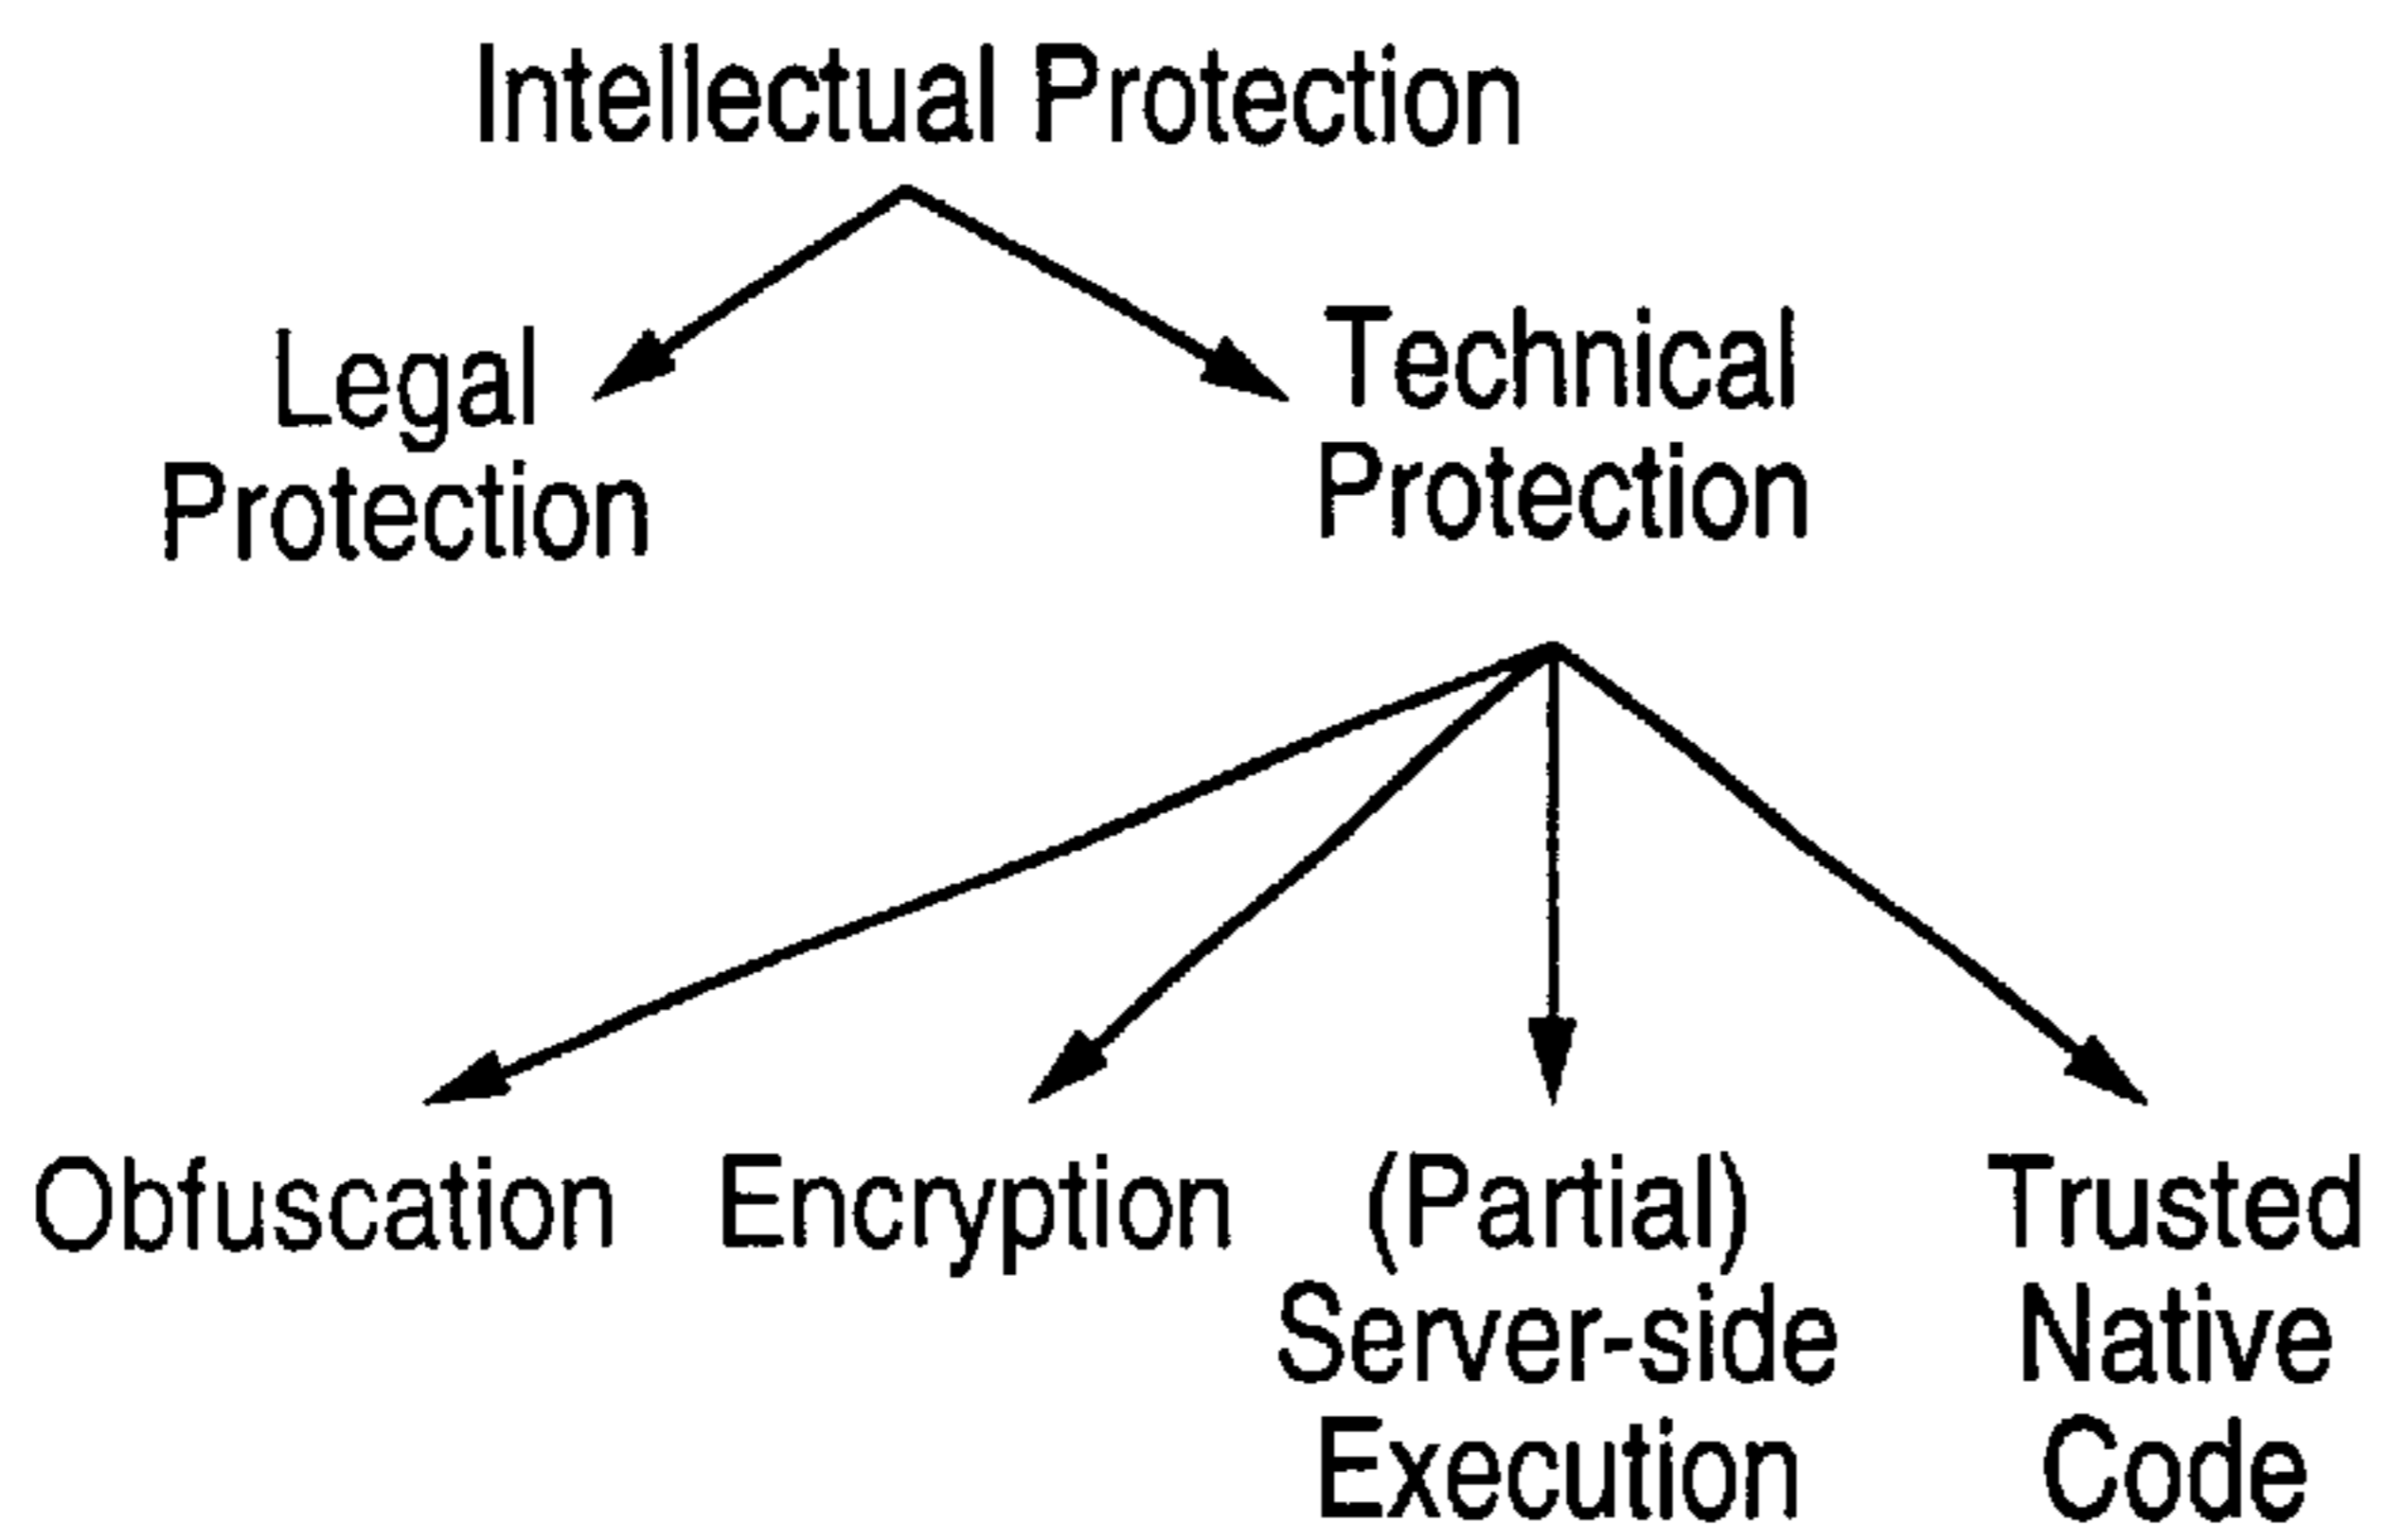 Intellectual Protection
Legal
Protection
Technical
Protection
Obfuscation
Encryption
(Partial)
Server-side
Execution
Trusted
Native
Code